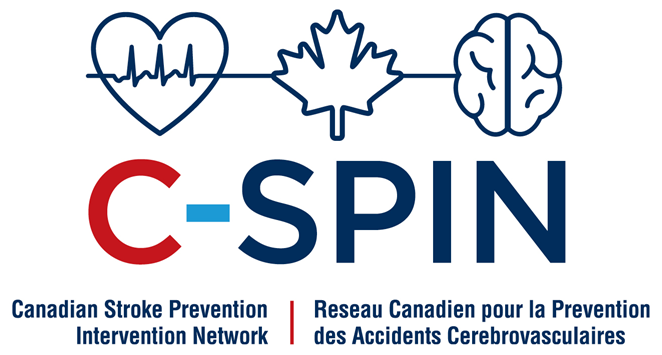 C-SPIN
Canadian Stroke Prevention
Intervention Network
Reseau Canadien pour la Prevention
des Accidents Cerebrovasculaires